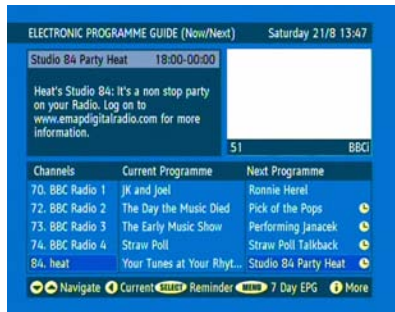 ELECTRONIC PROGRAMME GUIDE (Now/Next) Saturday 21/8 13:47
Studio 84 Party Heat 18:00-00:00
Heat's Studio 84: It's a non stop party
on your Radio. Log on to
www.emapdigitalradio.com for more
information.
51 BBCi
Channels Current Programme Next Programme
70. BBC Radio 1 JK and Joel Ronnie Herel
72. BBC Radio 2 The Day the Music Died Pick of the Pops
73. BBC Radio 3 The Early Music Show Performing Janacek
74. BBC Radio 4 Straw Poll Straw Poll Talkback
84. heat Your Tunes at Your Rhyt... Studio 84 Party Heat
Navigate Current SELECT Reminder MENU 7 Day EPG i More